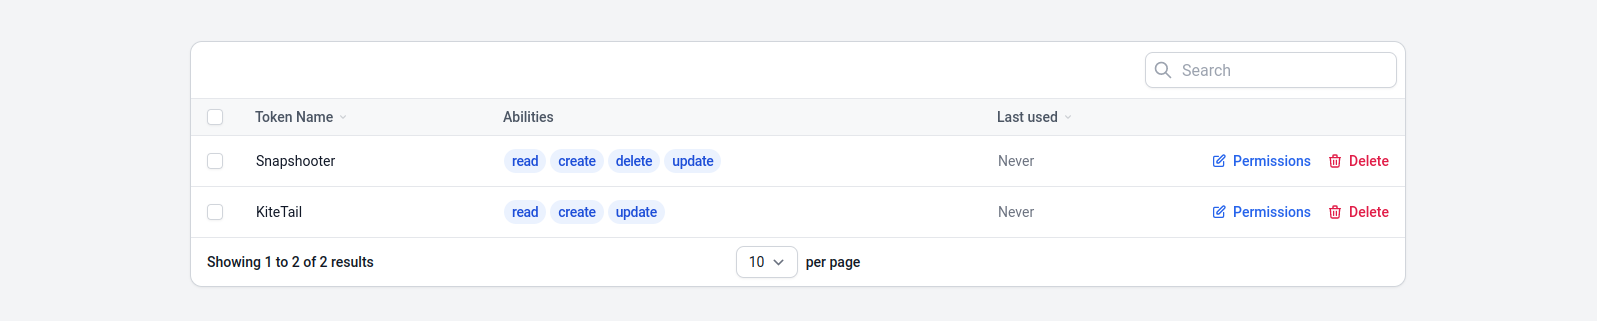 Search
Token Name Abilities Last used
Snapshooter read create delete update Never Permissions Delete
KiteTail read create update Never Permissions Delete
Showing 1 to 2 of 2 results 10 per page